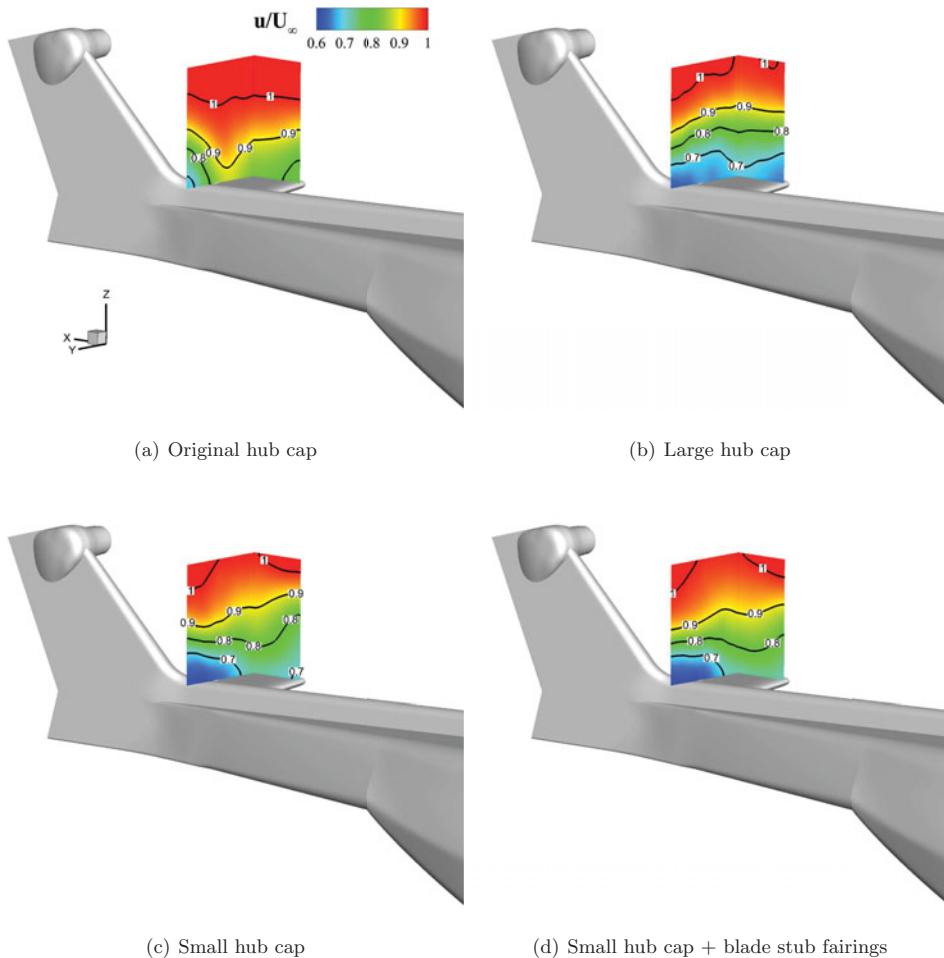 u/U∞
0.6 0.7 0.8 0.9 1
1 1
0.9
0.8 0.9 0.9
Z
X
Y
(a) Original hub cap
1 1
0.9 0.9
0.8 0.8
0.7 0.7
(b) Large hub cap
1 1
0.9
0.9 0.9
0.8
0.8 0.8
0.7
0.7
(c) Small hub cap
1 1
0.9 0.9
0.8 0.8
0.7
(d) Small hub cap + blade stub fairings